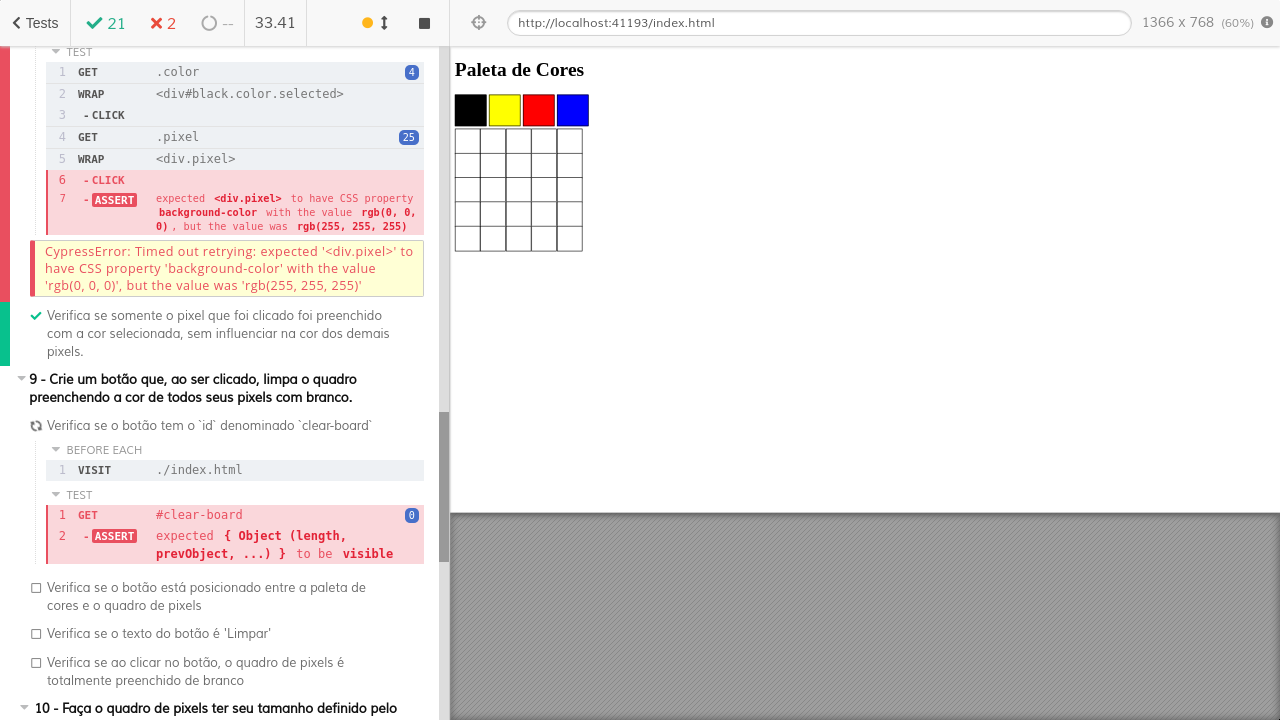 Tests
21
2
--
33.41
http://localhost:41193/index.html
1366 x 768 (60%)
TEST
1 GET .color 4
2 WRAP <div#black.color.selected>
3 - CLICK
4 GET .pixel 25
5 WRAP <div.pixel>
6 - CLICK
7 - ASSERT expected <div.pixel> to have CSS property
background-color with the value rgb(0, 0,
0), but the value was rgb(255, 255, 255)
CypressError: Timed out retrying: expected '<div.pixel>' to
have CSS property 'background-color' with the value
'rgb(0, 0, 0)', but the value was 'rgb(255, 255, 255)'
Verifica se somente o pixel que foi clicado foi preenchido
com a cor selecionada, sem influenciar na cor dos demais
pixels.
9 - Crie um botão que, ao ser clicado, limpa o quadro
preenchendo a cor de todos seus pixels com branco.
Verifica se o botão tem o `id` denominado `clear-board`
BEFORE EACH
1 VISIT ./index.html
TEST
1 GET #clear-board 0
2 - ASSERT expected { Object (length,
prevObject, ...) } to be visible
Verifica se o botão está posicionado entre a paleta de
cores e o quadro de pixels
Verifica se o texto do botão é 'Limpar'
Verifica se ao clicar no botão, o quadro de pixels é
totalmente preenchido de branco
10 - Faça o quadro de pixels ter seu tamanho definido pelo
Paleta de Cores